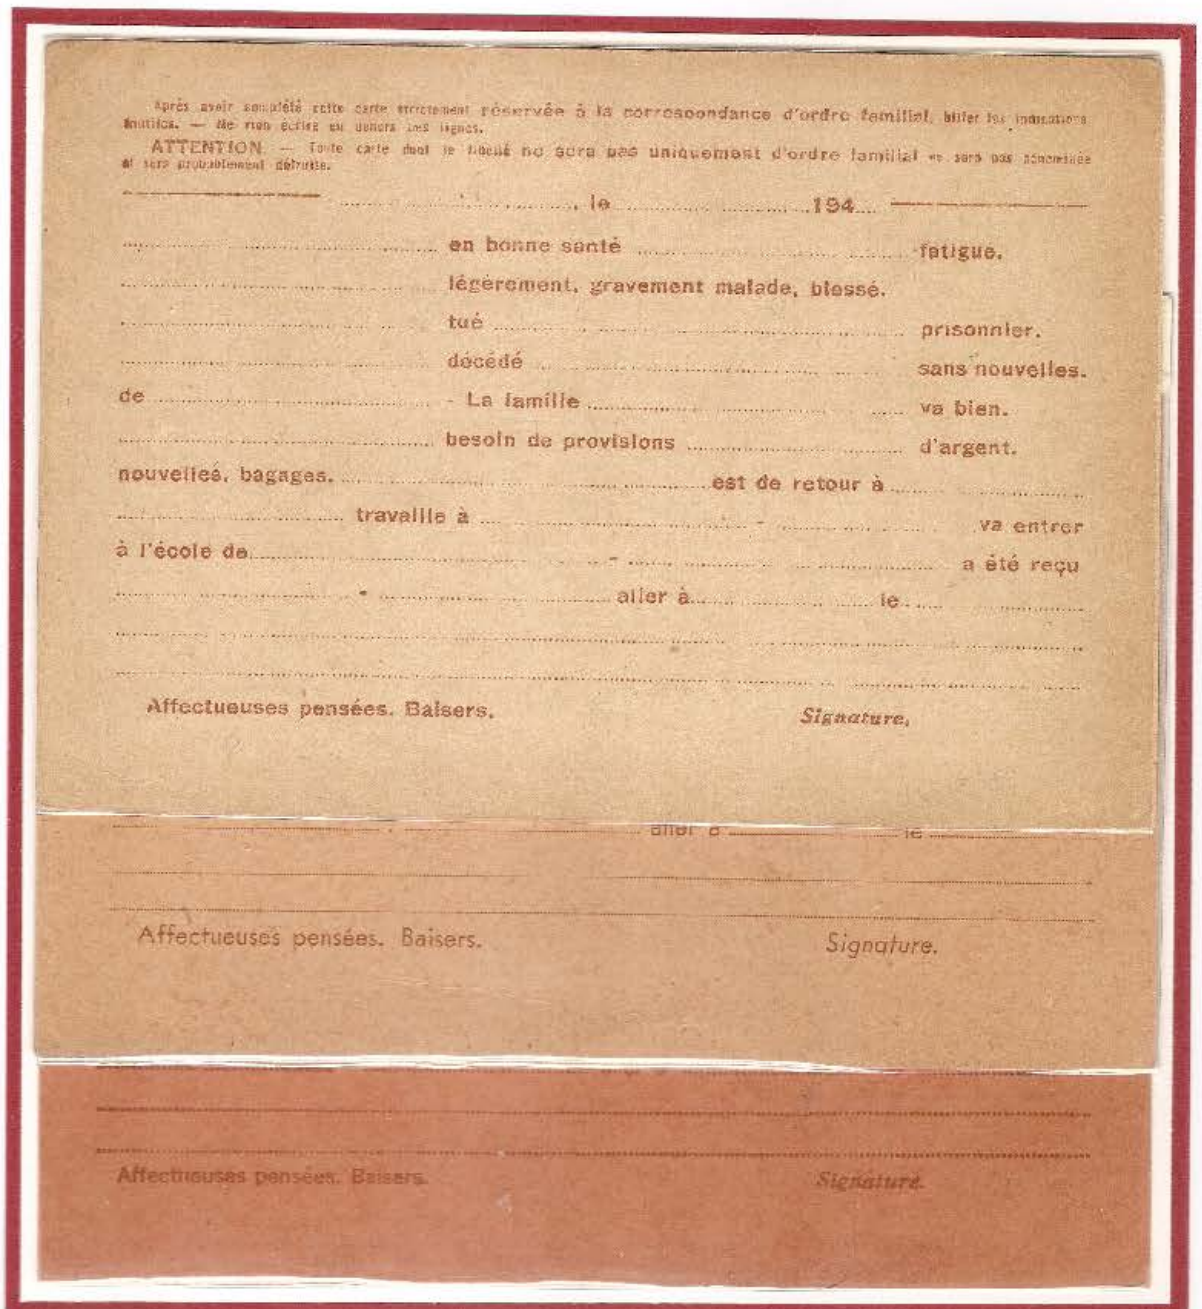 Après avoir complété cette carte strictement réservée à la correspondance d'ordre familial, biffer les indications
inutiles. — Ne rien écrire en dehors des lignes.
ATTENTION. — Toute carte dont le libellé ne sera pas uniquement d'ordre familial ne sera pas acheminée
et sera probablement détruite.
, le 194
en bonne santé fatigué.
légèrement, gravement malade, blessé.
tué prisonnier.
décédé sans nouvelles.
de - La famille va bien.
besoin de provisions d'argent.
nouvelles, bagages. est de retour à
travaille à - va entrer
à l'école de - a été reçu
- aller à le
Affectueuses pensées. Baisers. Signature.
aller à le
Affectueuses pensées. Baisers. Signature.
Affectueuses pensées. Baisers. Signature.